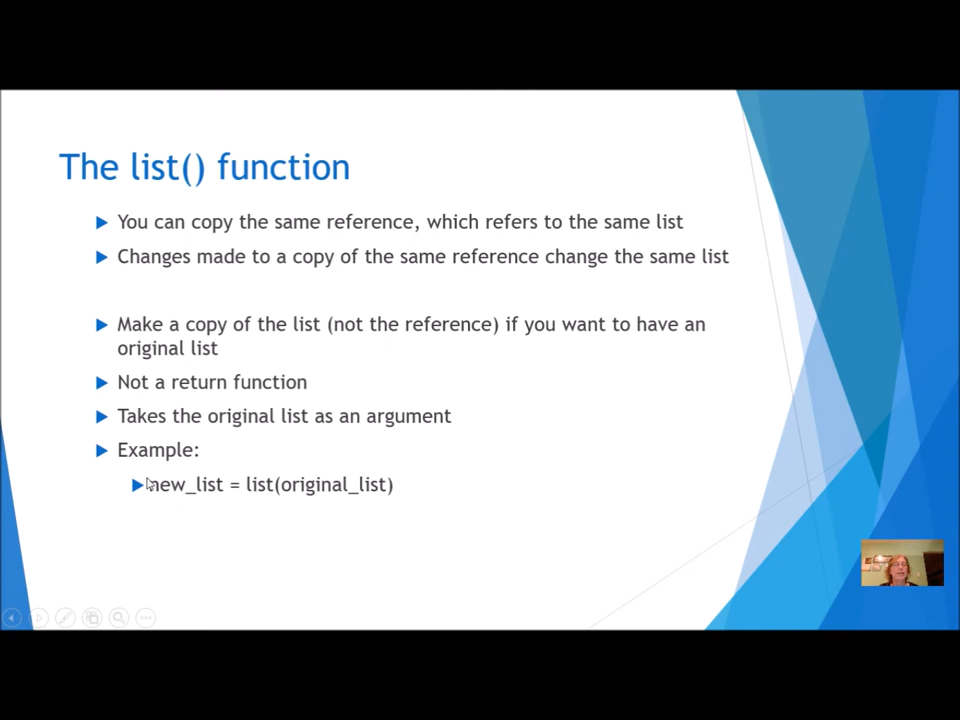 The list() function
You can copy the same reference, which refers to the same list
Changes made to a copy of the same reference change the same list
Make a copy of the list (not the reference) if you want to have an
original list
Not a return function
Takes the original list as an argument
Example:
new_list = list(original_list)